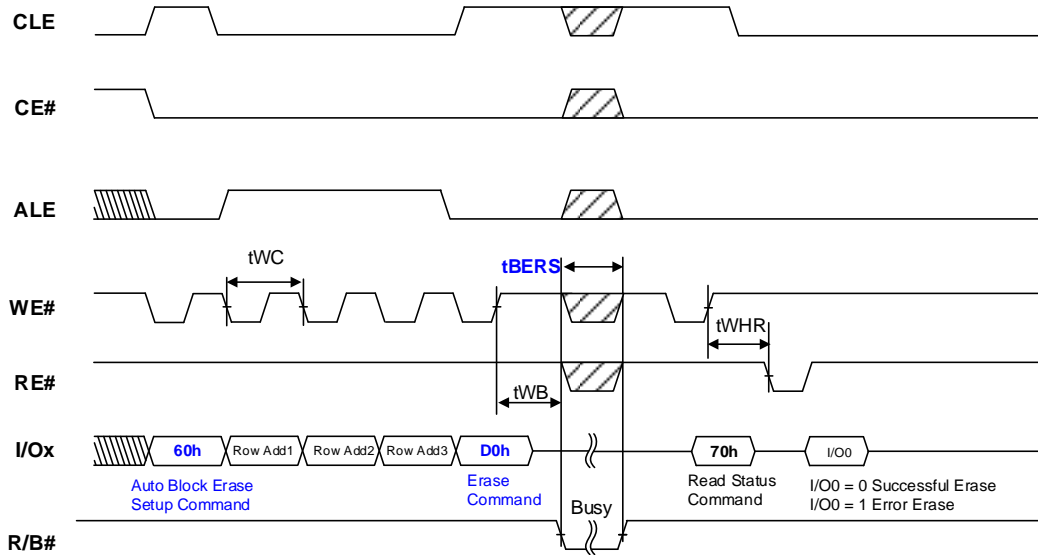 CLE
CE#
ALE
tWC
tBERS
WE#
tWHR
RE#
tWB
I/Ox
60h
Row Add1
Row Add2
Row Add3
D0h
70h
I/O0
Auto Block Erase
Setup Command
Erase
Command
Read Status
Command
I/O0 = 0 Successful Erase
I/O0 = 1 Error Erase
Busy
R/B#